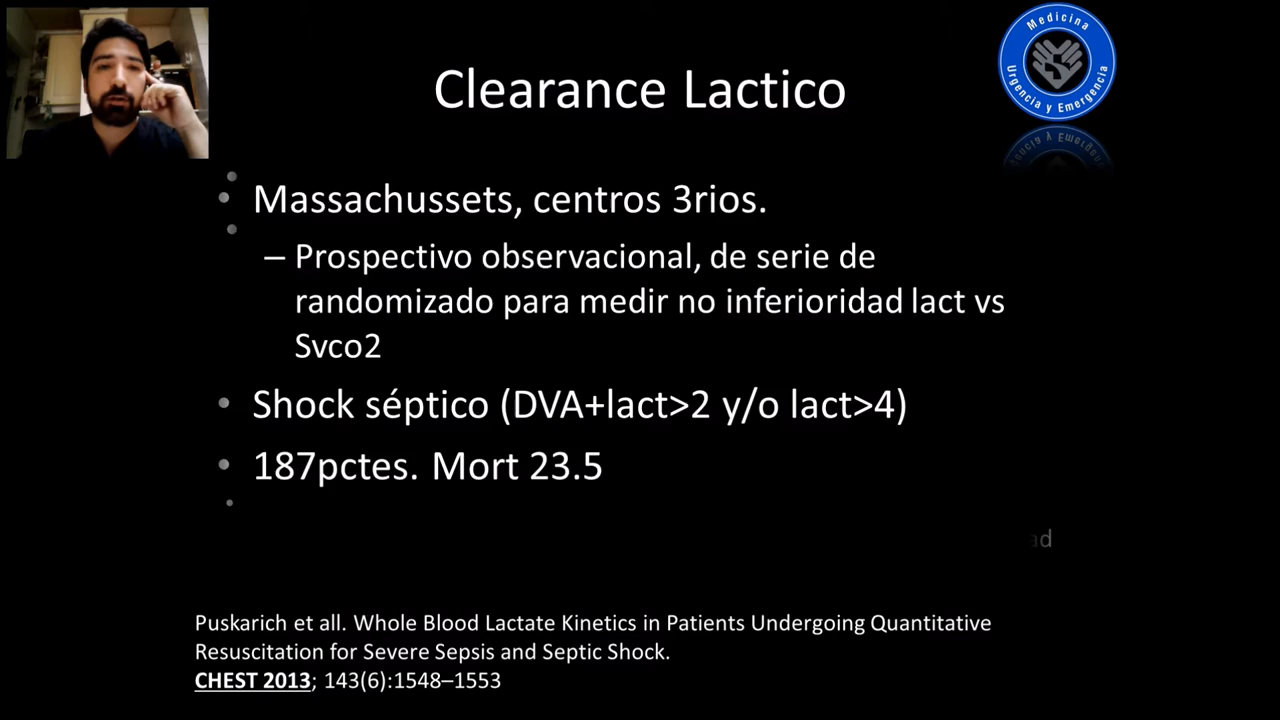 Medicina
Urgencia y Emergencia
Clearance Lactico
• Massachussets, centros 3rios.
– Prospectivo observacional, de serie de
randomizado para medir no inferioridad lact vs
Svco2
• Shock séptico (DVA+lact>2 y/o lact>4)
• 187pctes. Mort 23.5
Puskarich et all. Whole Blood Lactate Kinetics in Patients Undergoing Quantitative
Resuscitation for Severe Sepsis and Septic Shock.
CHEST 2013; 143(6):1548–1553